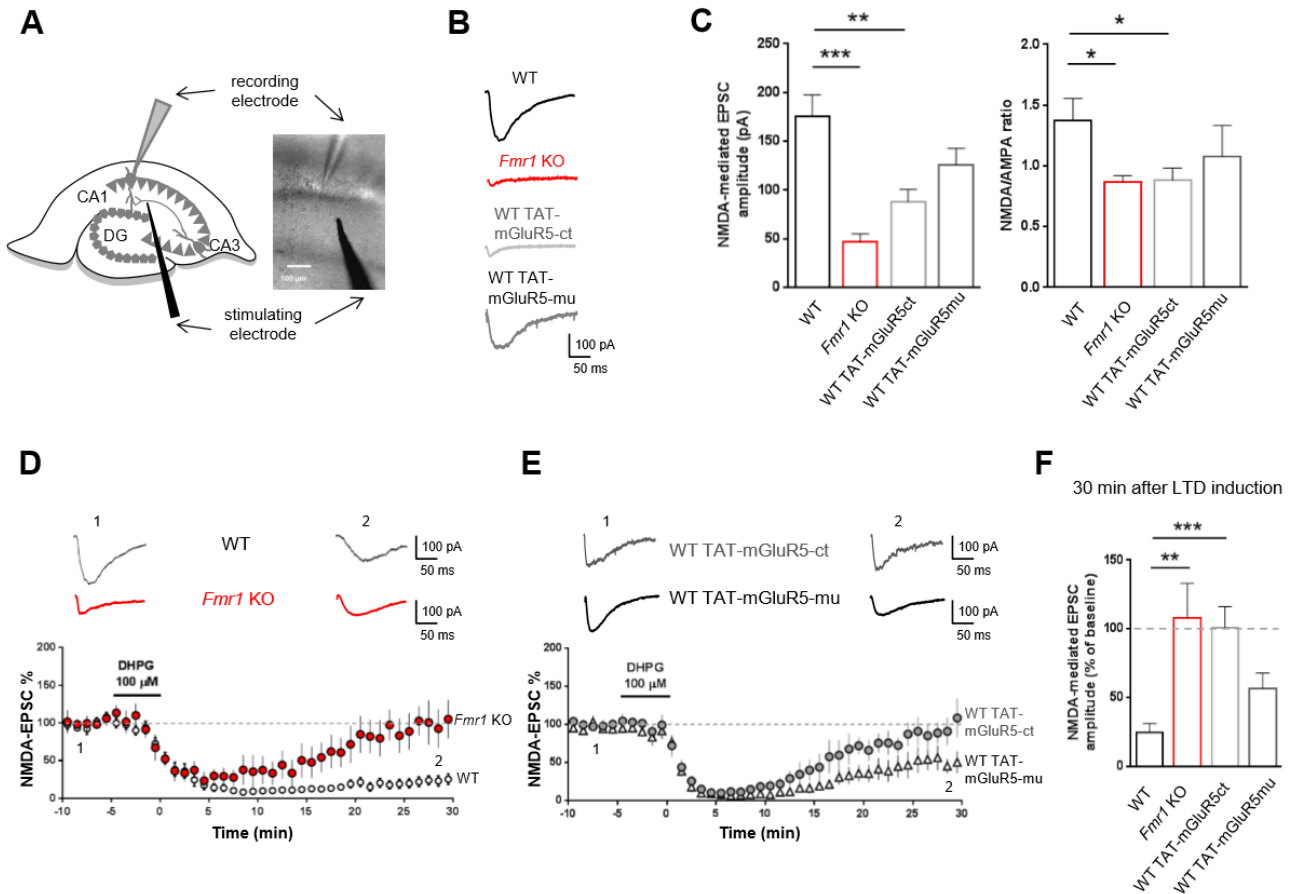 A
recording
electrode
CA1
DG
CA3
100 µm
stimulating
electrode
B
WT
Fmr1 KO
WT TAT-
mGluR5-ct
WT TAT-
mGluR5-mu
100 pA
50 ms
C
NMDA-mediated EPSC
amplitude (pA)
250
200
150
100
50
0
**
***
WT
Fmr1 KO
WT TAT-mGluR5ct
WT TAT-mGluR5mu
NMDA/AMPA ratio
2.0
1.5
1.0
0.5
0.0
*
*
WT
Fmr1 KO
WT TAT-mGluR5ct
WT TAT-mGluR5mu
D
1
WT
2
100 pA
50 ms
Fmr1 KO
100 pA
50 ms
NMDA-EPSC %
200
150
100
50
0
DHPG
100 µM
1
Fmr1 KO
2
WT
-10
-5
0
5
10
15
20
25
30
Time (min)
E
1
2
WT TAT-mGluR5-ct
100 pA
50 ms
WT TAT-mGluR5-mu
100 pA
50 ms
NMDA-EPSC %
200
150
100
50
0
DHPG
100 µM
1
WT TAT-
mGluR5-ct
WT TAT-
mGluR5-mu
2
-10
-5
0
5
10
15
20
25
30
Time (min)
F
30 min after LTD induction
NMDA-mediated EPSC
amplitude (% of baseline)
150
100
50
0
***
**
WT
Fmr1 KO
WT TAT-mGluR5ct
WT TAT-mGluR5mu